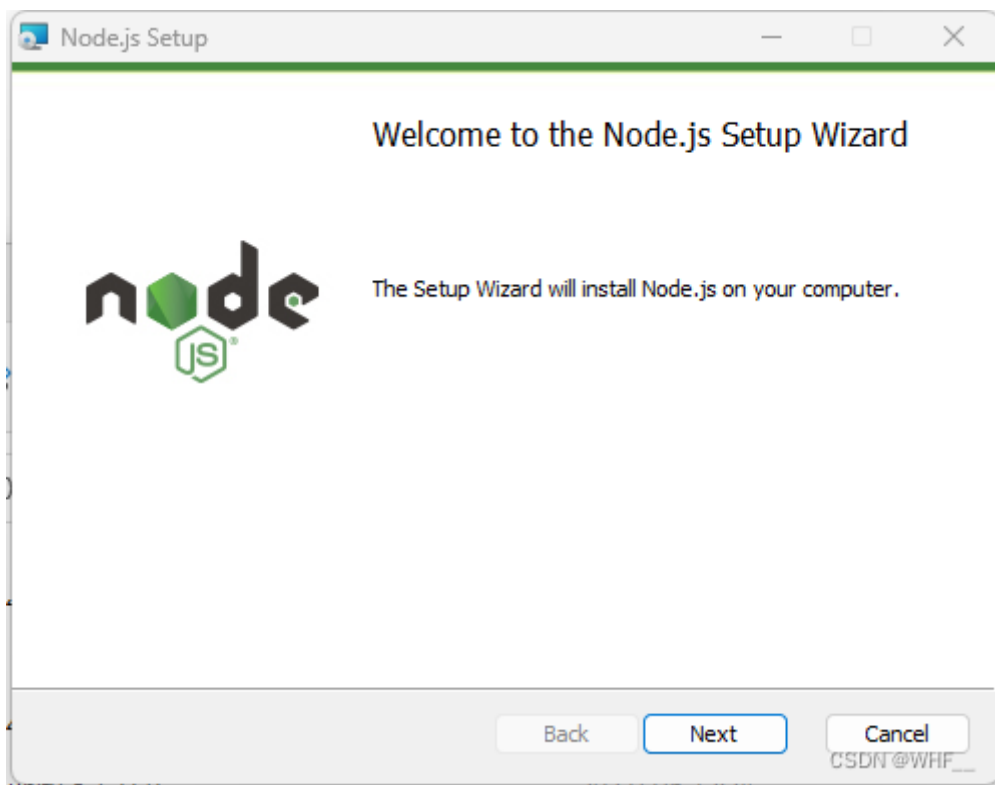 Node.js Setup
Welcome to the Node.js Setup Wizard
node
JS®
The Setup Wizard will install Node.js on your computer.
Back
Next
Cancel
CSDN @WHF__